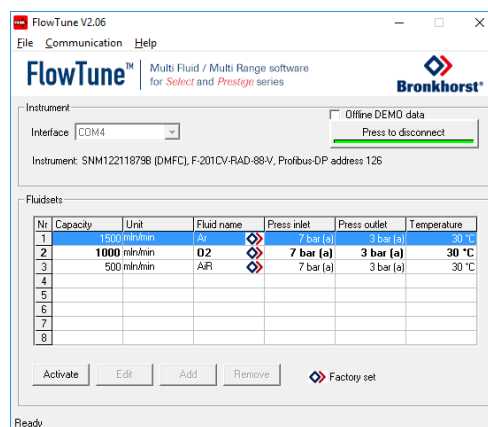 FlowTune V2.06
File Communication Help
FlowTune™
Multi Fluid / Multi Range software
for Select and Prestige series
Bronkhorst®
Instrument
Offline DEMO data
Interface COM4
Press to disconnect
Instrument: SNM12211879B (DMFC), F-201CV-RAD-88-V, Profibus-DP address 126
Fluidsets
Nr Capacity Unit Fluid name Press inlet Press outlet Temperature
1 1500 mln/min Ar 7 bar (a) 3 bar (a) 30 °C
2 1000 mln/min O2 7 bar (a) 3 bar (a) 30 °C
3 500 mln/min AiR 7 bar (a) 3 bar (a) 30 °C
4
5
6
7
8
Activate Edit Add Remove Factory set
Ready